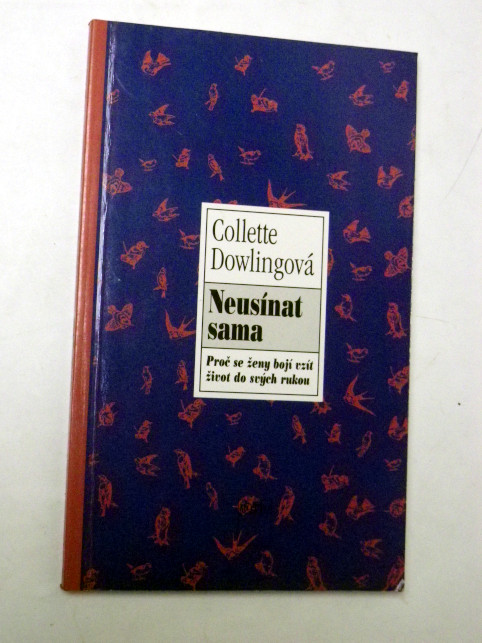 Collette
Dowlingová
Neusínat
sama
Proč se ženy bojí vzít
život do svých rukou